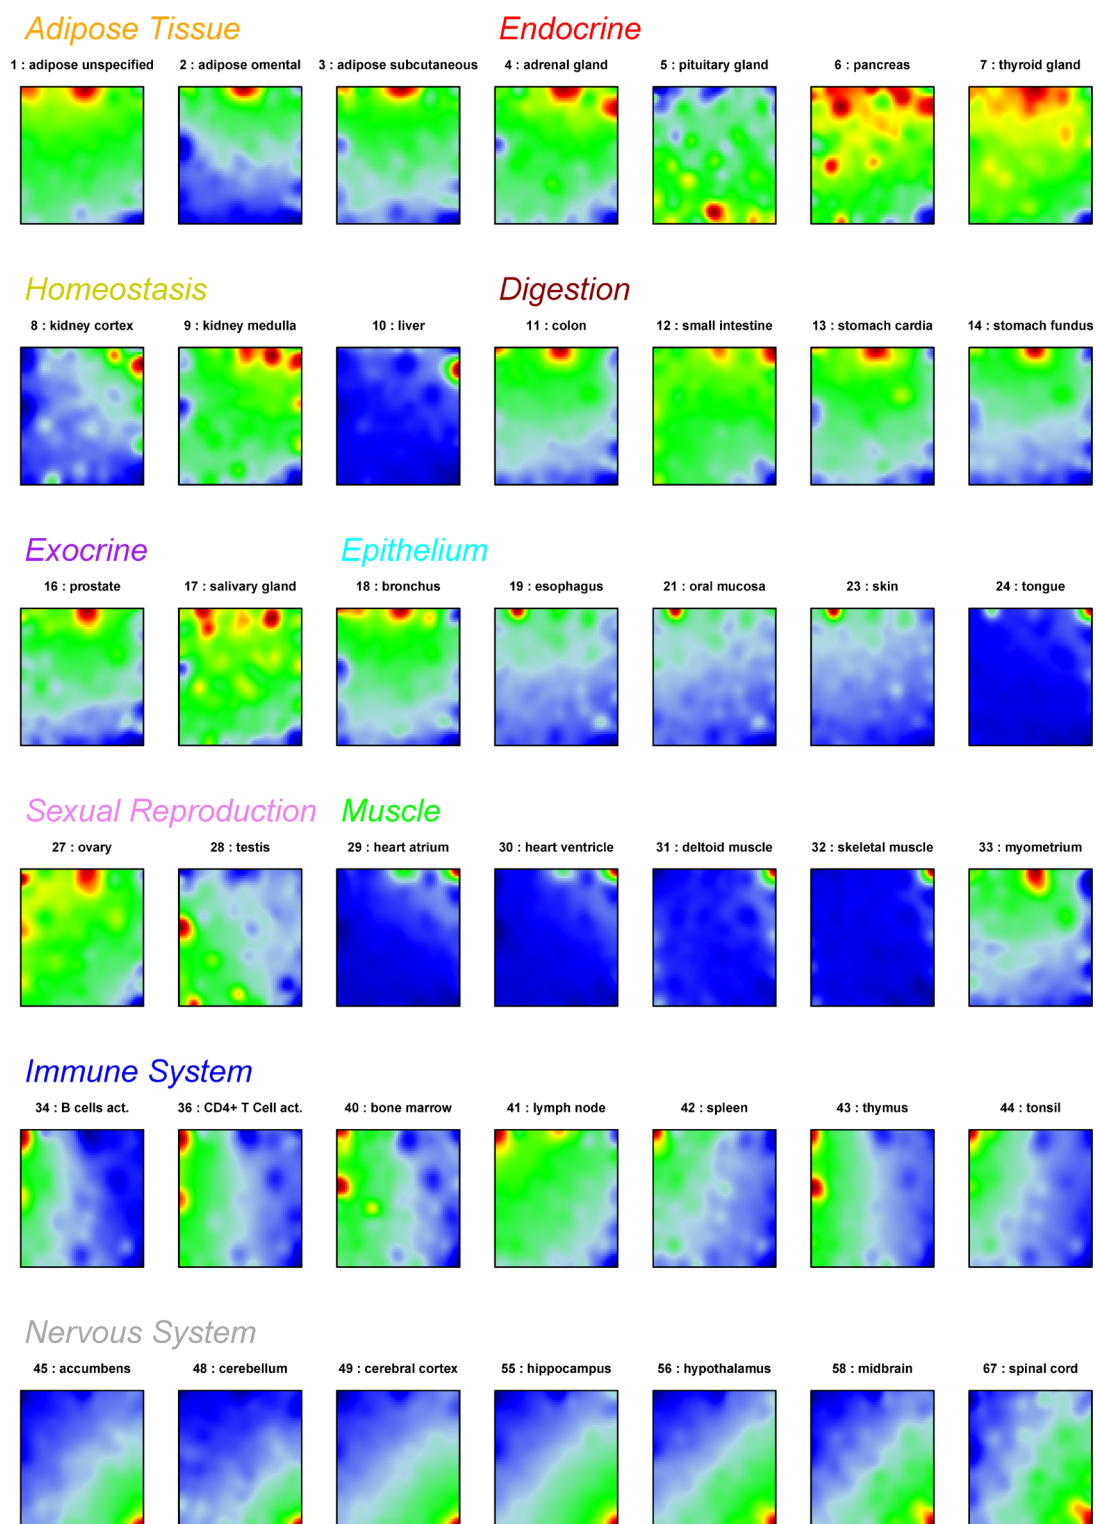 Adipose Tissue Endocrine
1 : adipose unspecified 2 : adipose omental 3 : adipose subcutaneous 4 : adrenal gland 5 : pituitary gland 6 : pancreas 7 : thyroid gland
Homeostasis Digestion
8 : kidney cortex 9 : kidney medulla 10 : liver 11 : colon 12 : small intestine 13 : stomach cardia 14 : stomach fundus
Exocrine Epithelium
16 : prostate 17 : salivary gland 18 : bronchus 19 : esophagus 21 : oral mucosa 23 : skin 24 : tongue
Sexual Reproduction Muscle
27 : ovary 28 : testis 29 : heart atrium 30 : heart ventricle 31 : deltoid muscle 32 : skeletal muscle 33 : myometrium
Immune System
34 : B cells act. 36 : CD4+ T Cell act. 40 : bone marrow 41 : lymph node 42 : spleen 43 : thymus 44 : tonsil
Nervous System
45 : accumbens 48 : cerebellum 49 : cerebral cortex 55 : hippocampus 56 : hypothalamus 58 : midbrain 67 : spinal cord